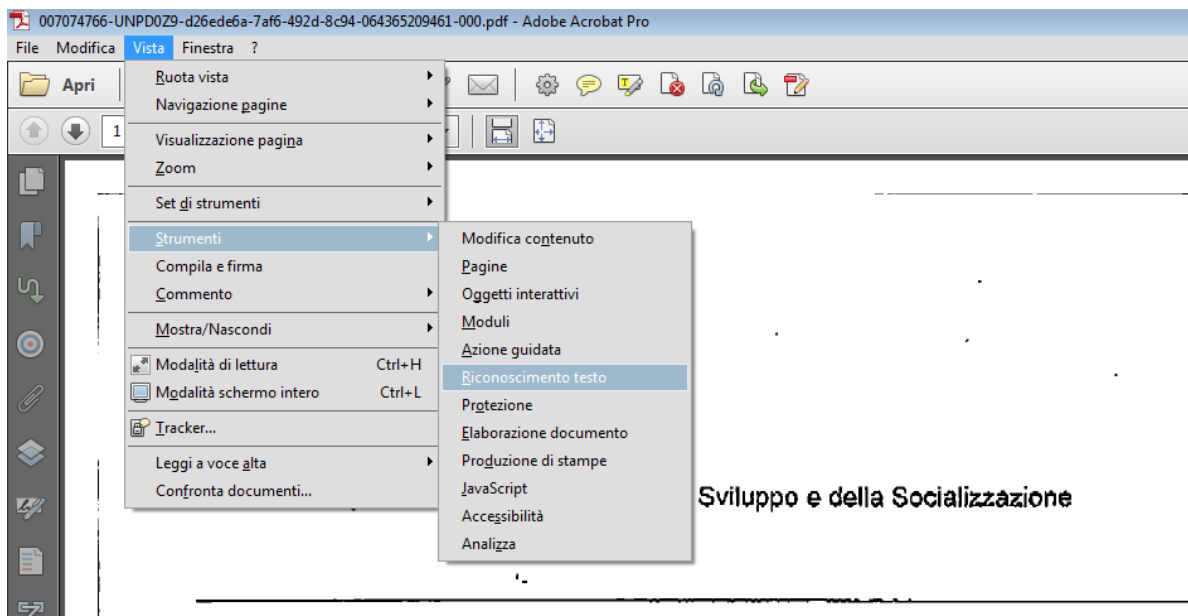 007074766-UNPD0Z9-d26ede6a-7af6-492d-8c94-064365209461-000.pdf - Adobe Acrobat Pro
File Modifica Vista Finestra ?
Apri
1
Ruota vista
Navigazione pagine
Visualizzazione pagina
Zoom
Set di strumenti
Strumenti
Compila e firma
Commento
Mostra/Nascondi
Modalità di lettura Ctrl+H
Modalità schermo intero Ctrl+L
Tracker...
Leggi a voce alta
Confronta documenti...
Modifica contenuto
Pagine
Oggetti interattivi
Moduli
Azione guidata
Riconoscimento testo
Protezione
Elaborazione documento
Produzione di stampe
JavaScript
Accessibilità
Analizza
Sviluppo e della Socializzazione